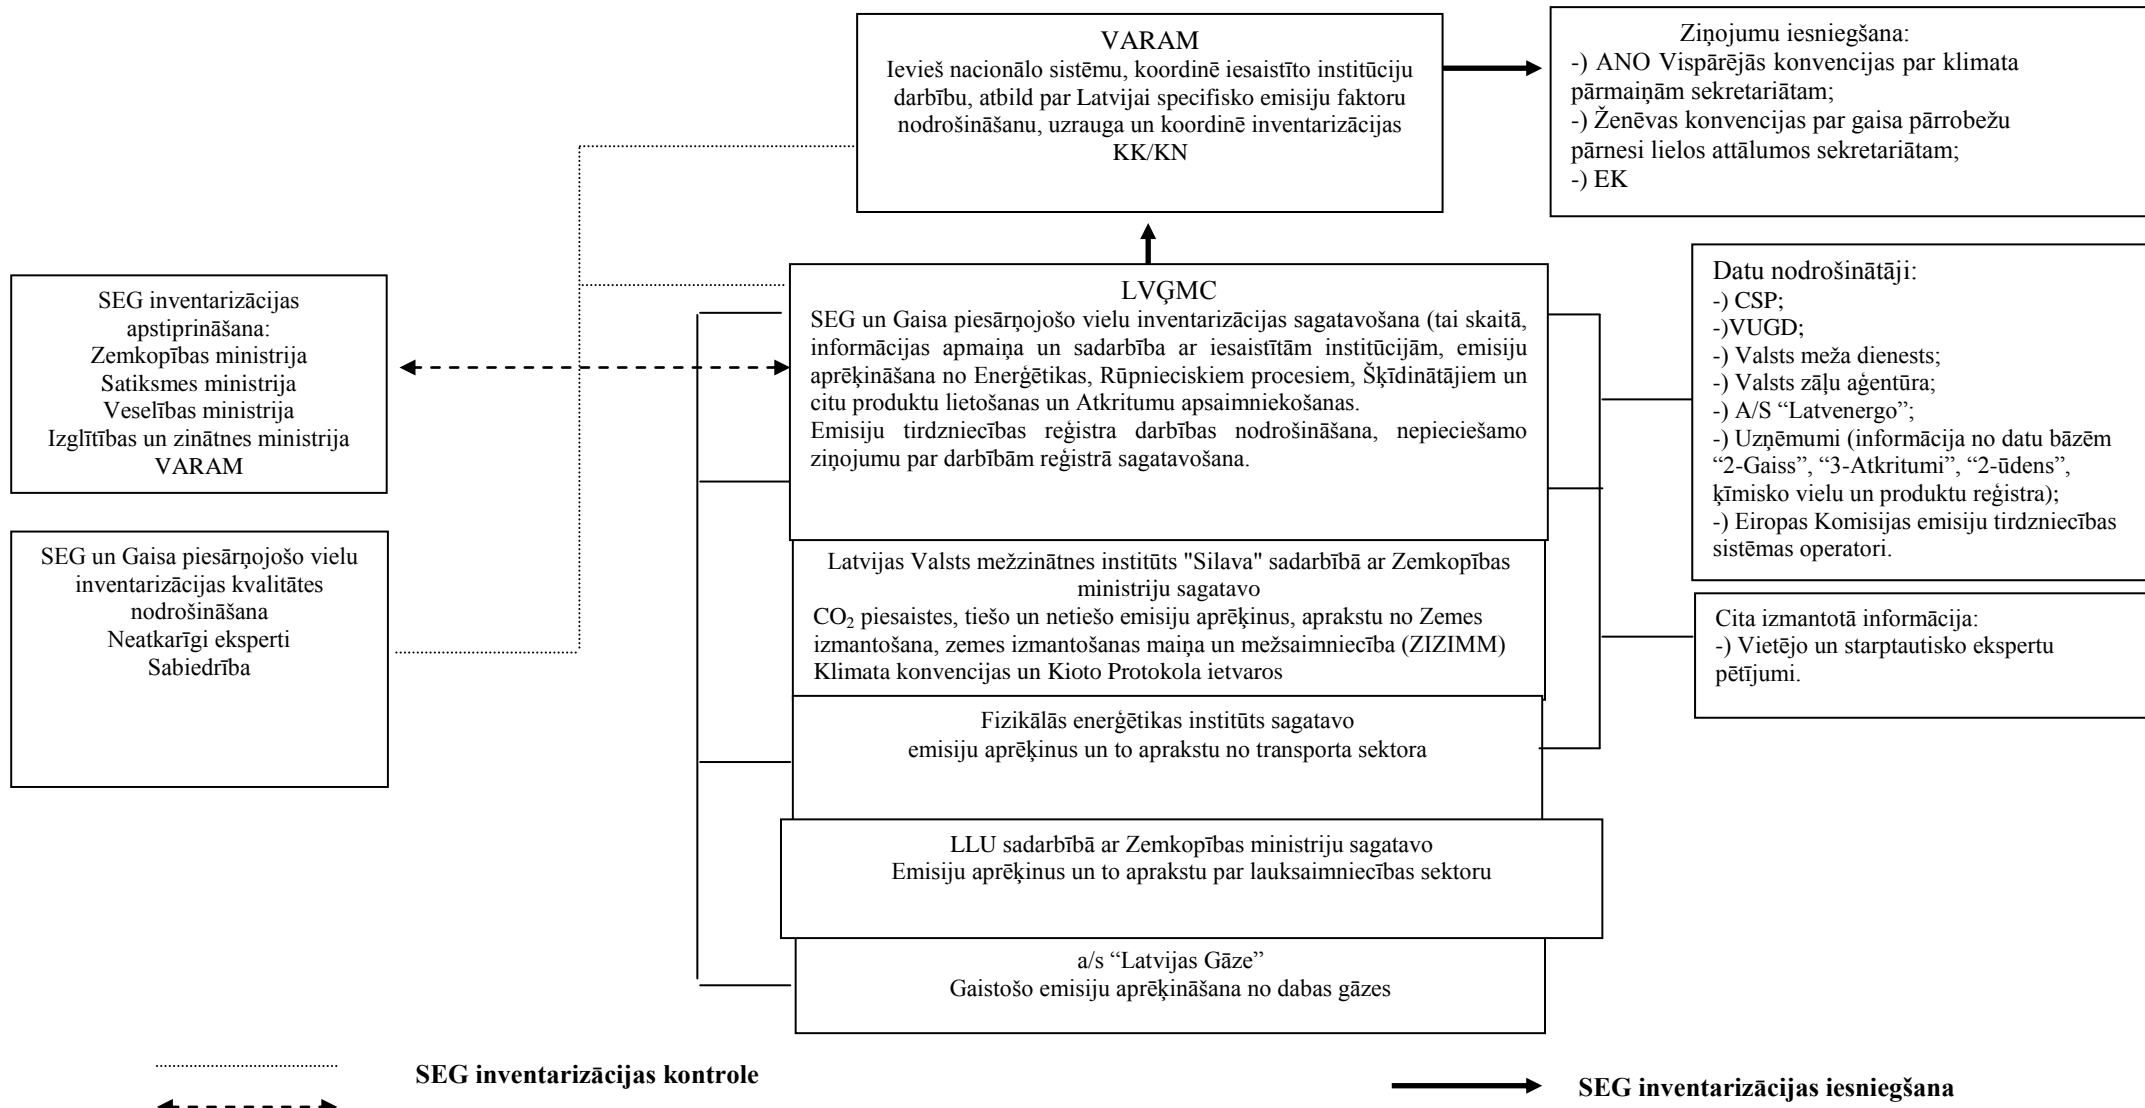 VARAM
Ievieš nacionālo sistēmu, koordinē iesaistīto institūciju
darbību, atbild par Latvijai specifisko emisiju faktoru
nodrošināšanu, uzrauga un koordinē inventarizācijas
KK/KN
Ziņojumu iesniegšana:
-) ANO Vispārējās konvencijas par klimata
pārmaiņām sekretariātam;
-) Ženēvas konvencijas par gaisa pārrobežu
pārnesi lielos attālumos sekretariātam;
-) EK
SEG inventarizācijas
apstiprināšana:
Zemkopības ministrija
Satiksmes ministrija
Veselības ministrija
Izglītības un zinātnes ministrija
VARAM
LVĢMC
SEG un Gaisa piesārņojošo vielu inventarizācijas sagatavošana (tai skaitā,
informācijas apmaiņa un sadarbība ar iesaistītām institūcijām, emisiju
aprēķināšana no Enerģētikas, Rūpnieciskiem procesiem, Šķīdinātājiem un
citu produktu lietošanas un Atkritumu apsaimniekošanas.
Emisiju tirdzniecības reģistra darbības nodrošināšana, nepieciešamo
ziņojumu par darbībām reģistrā sagatavošana.
Datu nodrošinātāji:
-) CSP;
-)VUGD;
-) Valsts meža dienests;
-) Valsts zāļu aģentūra;
-) A/S “Latvenergo”;
-) Uzņēmumi (informācija no datu bāzēm
“2-Gaiss”, “3-Atkritumi”, “2-ūdens”,
ķīmisko vielu un produktu reģistra);
-) Eiropas Komisijas emisiju tirdzniecības
sistēmas operatori.
SEG un Gaisa piesārņojošo vielu
inventarizācijas kvalitātes
nodrošināšana
Neatkarīgi eksperti
Sabiedrība
Latvijas Valsts mežzinātnes institūts "Silava" sadarbībā ar Zemkopības
ministriju sagatavo
CO₂ piesaistes, tiešo un netiešo emisiju aprēķinus, aprakstu no Zemes
izmantošana, zemes izmantošanas maiņa un mežsaimniecība (ZIZIMM)
Klimata konvencijas un Kioto Protokola ietvaros
Cita izmantotā informācija:
-) Vietējo un starptautisko ekspertu
pētījumi.
Fizikālās enerģētikas institūts sagatavo
emisiju aprēķinus un to aprakstu no transporta sektora
LLU sadarbībā ar Zemkopības ministriju sagatavo
Emisiju aprēķinus un to aprakstu par lauksaimniecības sektoru
a/s “Latvijas Gāze”
Gaistošo emisiju aprēķināšana no dabas gāzes
SEG inventarizācijas kontrole
SEG inventarizācijas iesniegšana